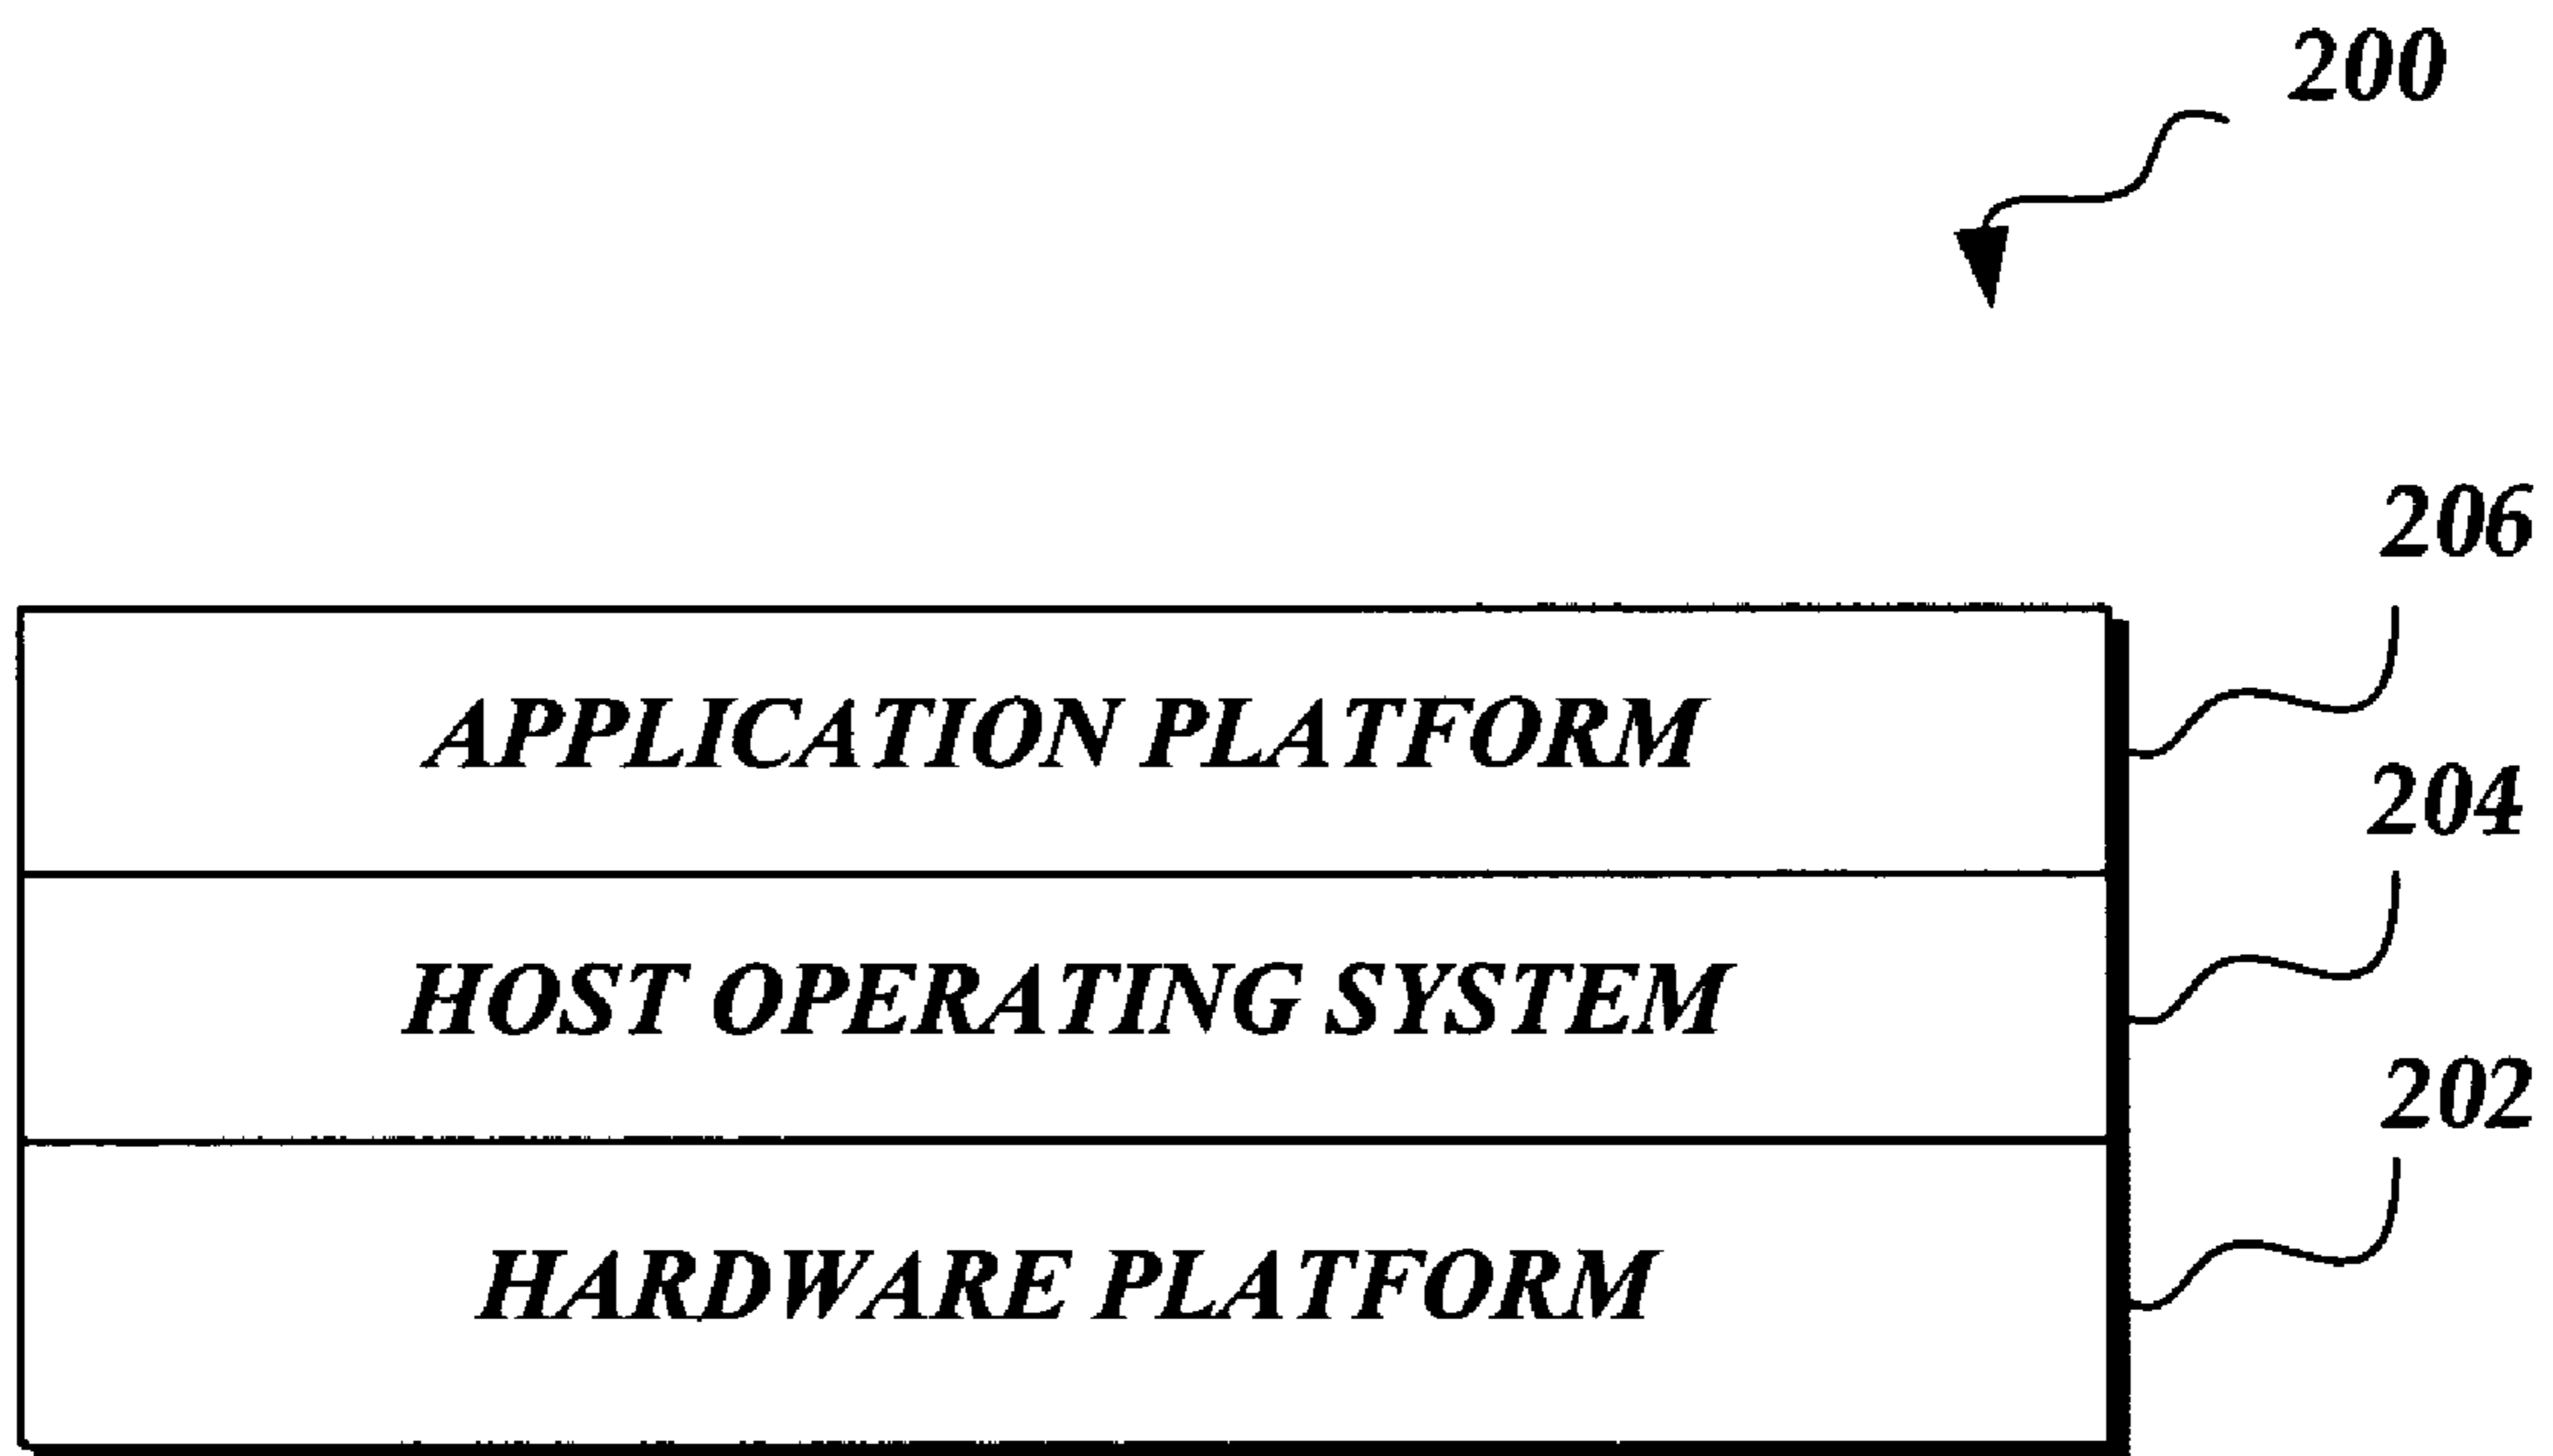 200
206
APPLICATION PLATFORM
204
HOST OPERATING SYSTEM
202
HARDWARE PLATFORM